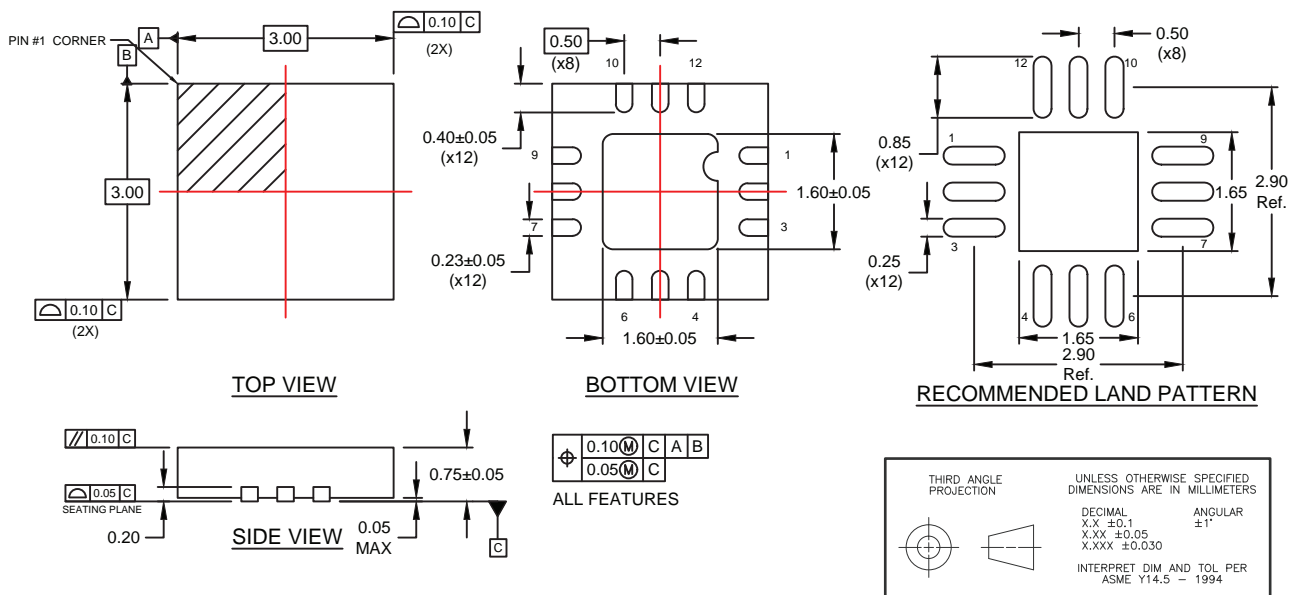 PIN #1 CORNER
A
B
3.00
⌓ 0.10 C
(2X)
3.00
⌓ 0.10 C
(2X)
TOP VIEW
0.50
(x8)
10
12
0.40±0.05
(x12)
9
1
1.60±0.05
7
3
0.23±0.05
(x12)
6
4
1.60±0.05
BOTTOM VIEW
0.50
(x8)
12
10
0.85
(x12)
1
9
1.65
2.90
Ref.
3
7
0.25
(x12)
4
6
1.65
2.90
Ref.
RECOMMENDED LAND PATTERN
// 0.10 C
⌓ 0.05 C
SEATING PLANE
0.20
SIDE VIEW
0.75±0.05
0.05
MAX
C
⌖ 0.10 Ⓜ C A B
0.05 Ⓜ C
ALL FEATURES
THIRD ANGLE
PROJECTION
UNLESS OTHERWISE SPECIFIED
DIMENSIONS ARE IN MILLIMETERS
DECIMAL ANGULAR
X.X ±0.1 ±1°
X.XX ±0.05
X.XXX ±0.030
INTERPRET DIM AND TOL PER
ASME Y14.5 – 1994